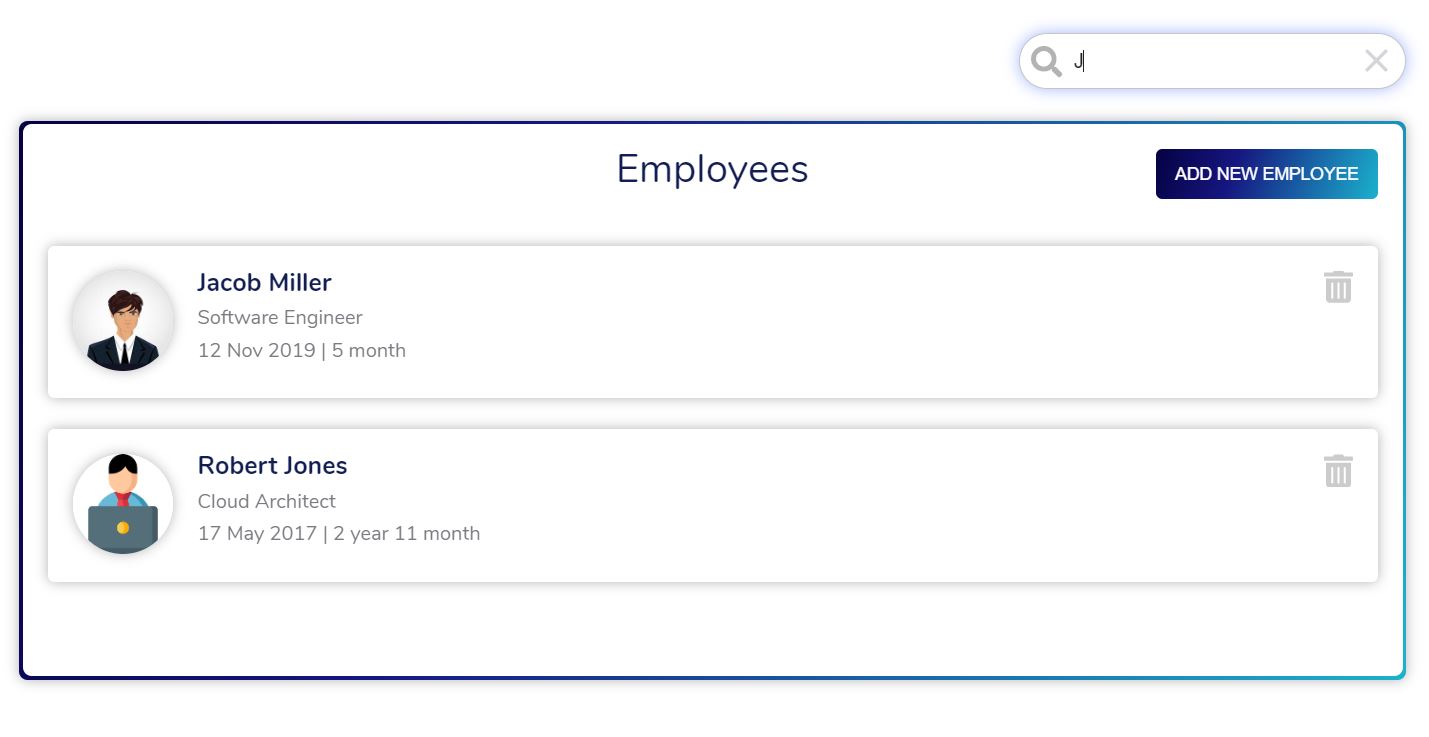 J
Employees
ADD NEW EMPLOYEE
Jacob Miller
Software Engineer
12 Nov 2019 | 5 month
Robert Jones
Cloud Architect
17 May 2017 | 2 year 11 month